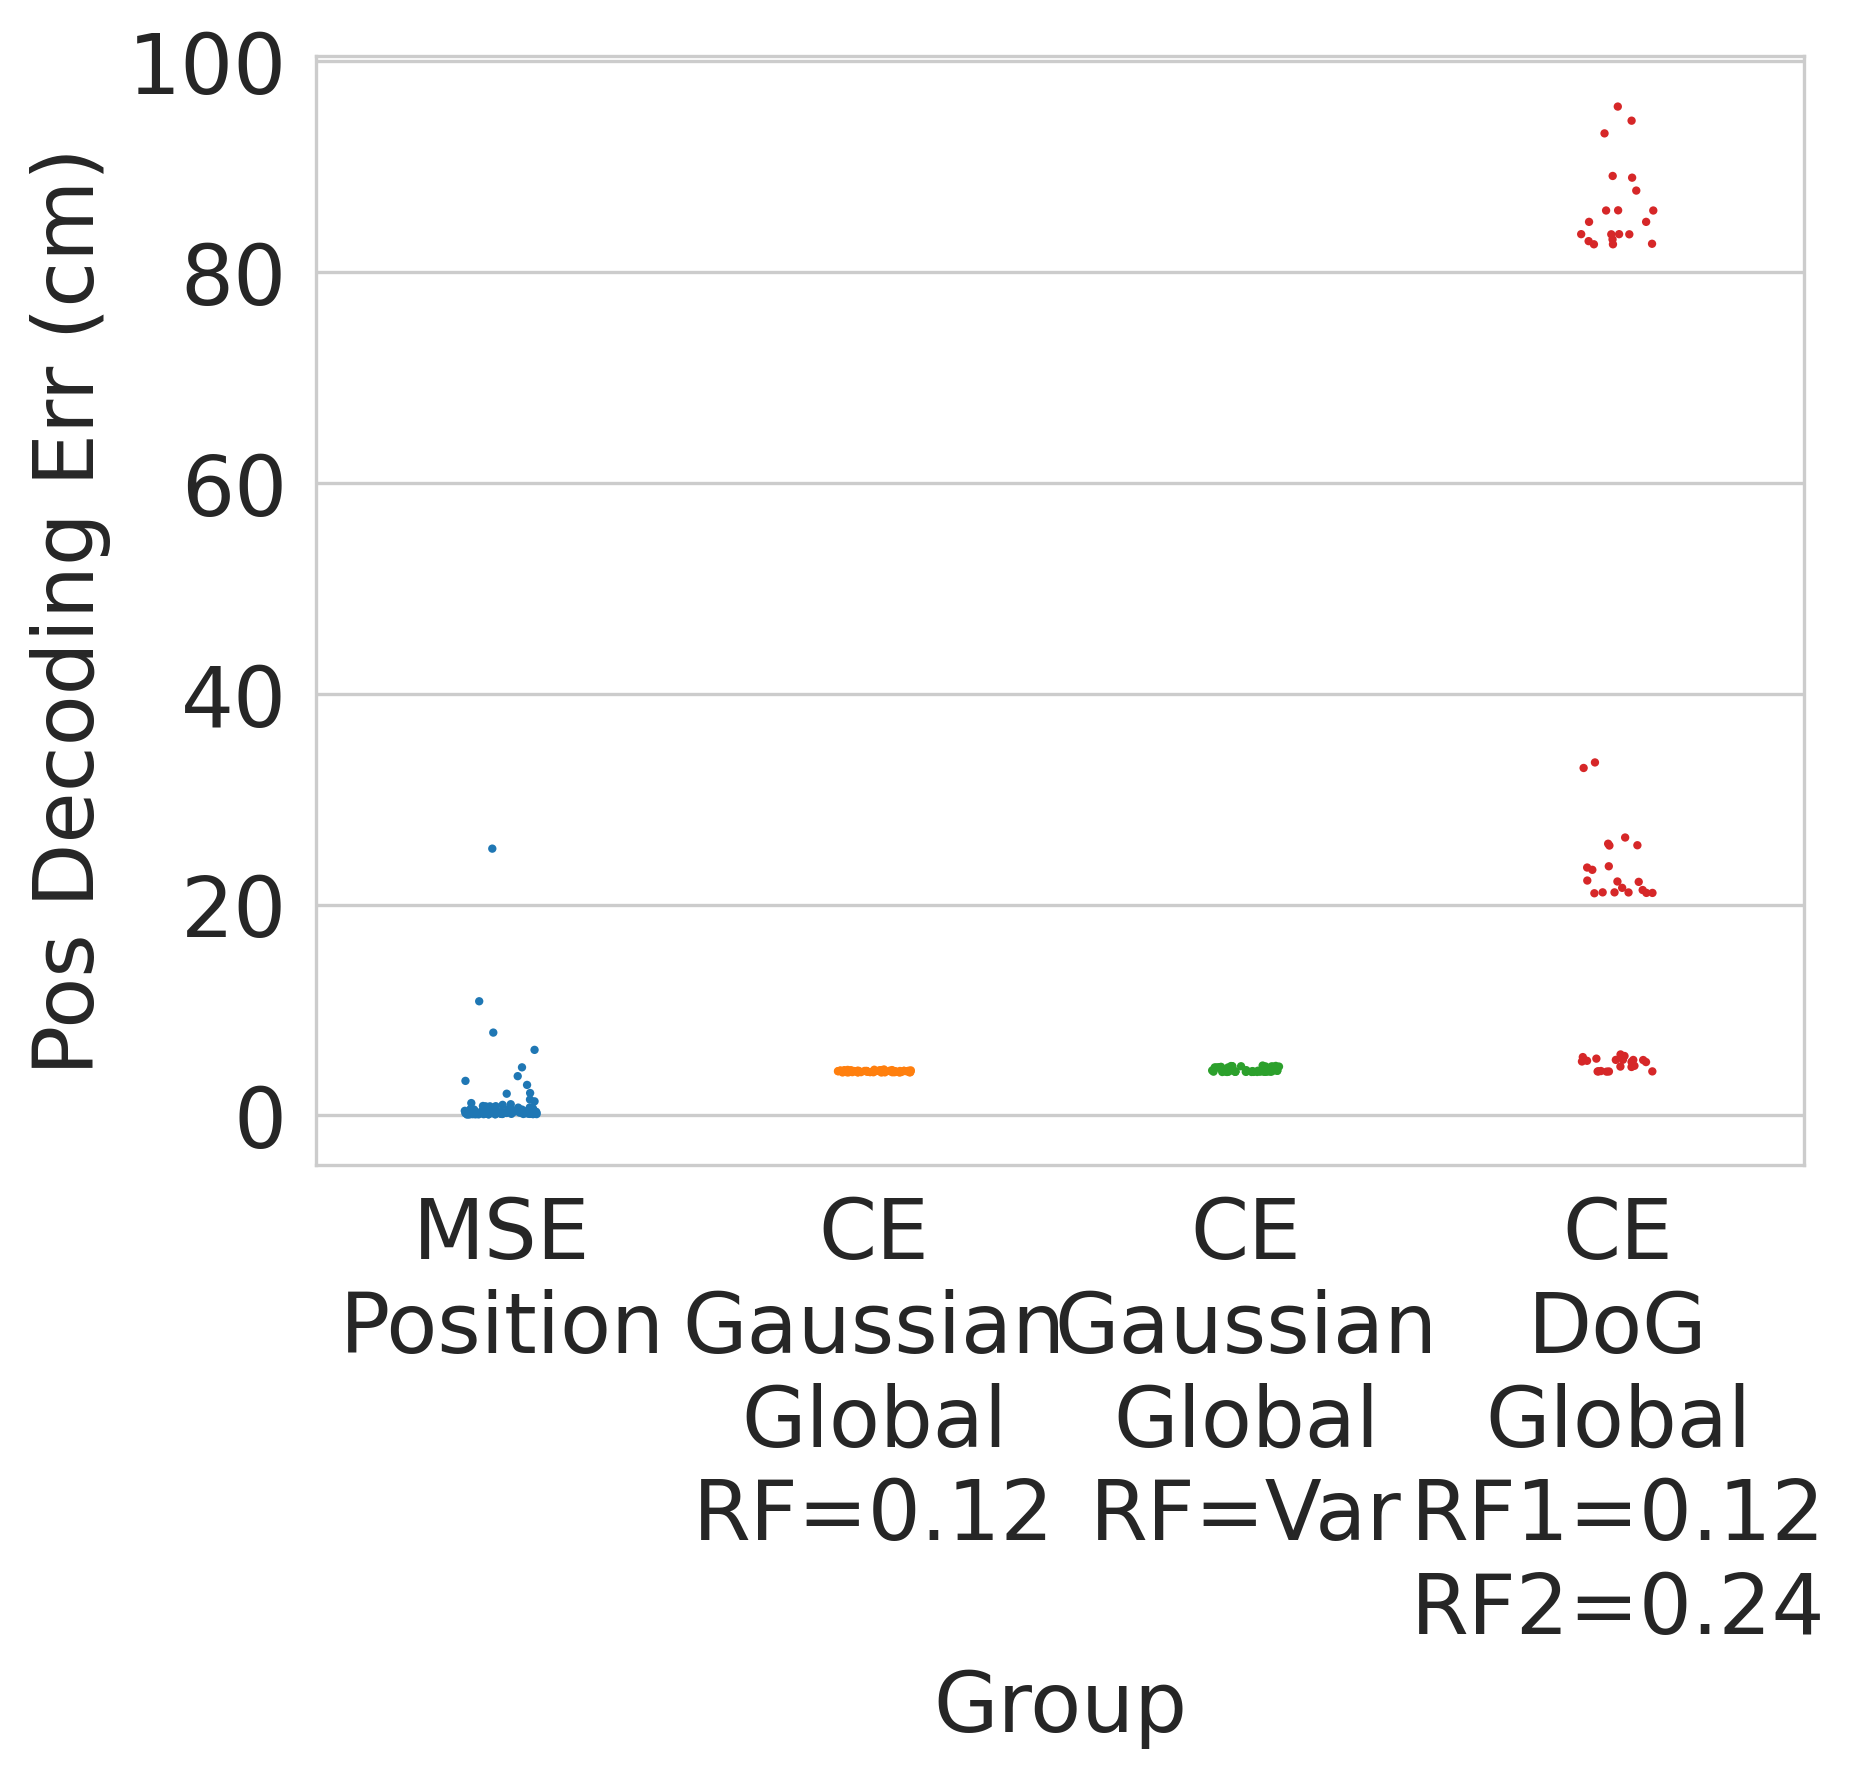 Pos Decoding Err (cm)
100
80
60
40
20
0
MSE
Position
CE
Gaussian
Global
RF=0.12
CE
Gaussian
Global
RF=Var
CE
DoG
Global
RF1=0.12
RF2=0.24
Group